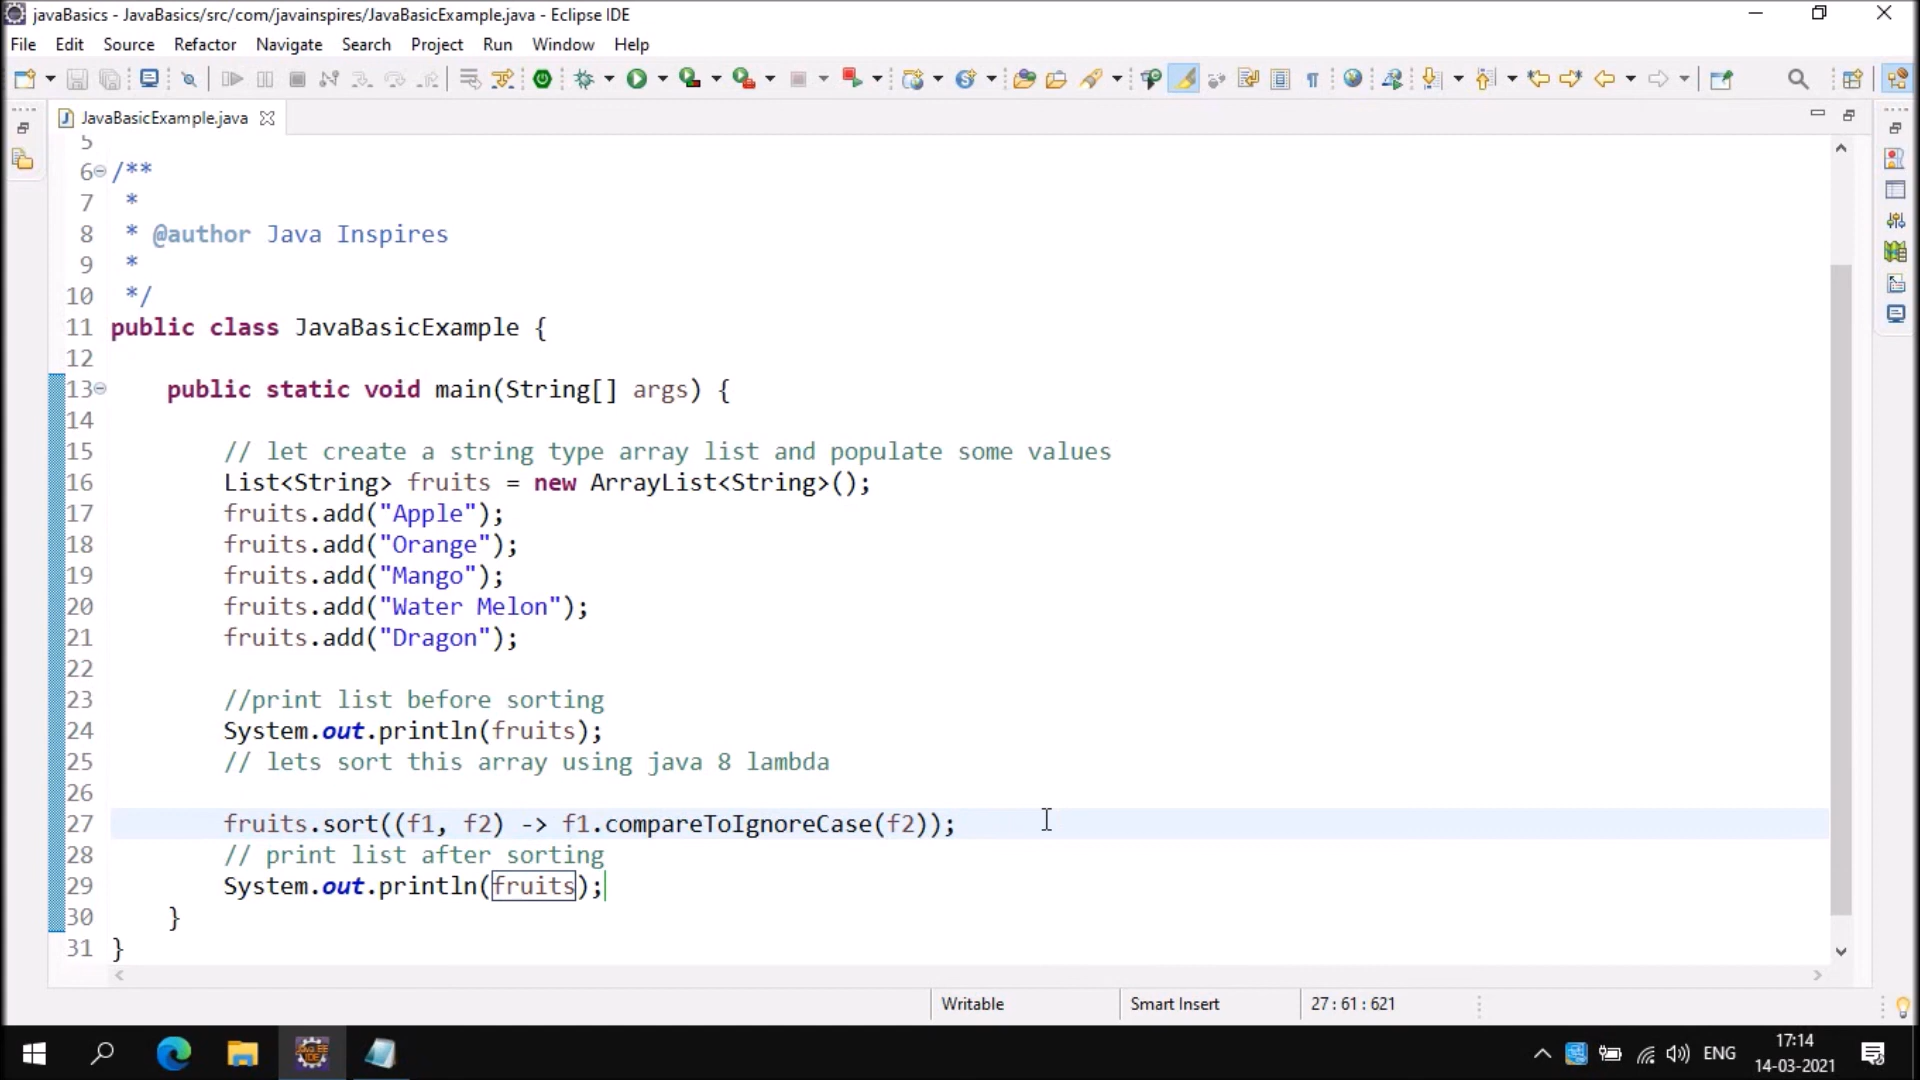 javaBasics - JavaBasics/src/com/javainspires/JavaBasicExample.java - Eclipse IDE
File Edit Source Refactor Navigate Search Project Run Window Help
JavaBasicExample.java
5
6 /**
7 *
8 * @author Java Inspires
9 *
10 */
11 public class JavaBasicExample {
12
13 public static void main(String[] args) {
14
15 // let create a string type array list and populate some values
16 List<String> fruits = new ArrayList<String>();
17 fruits.add("Apple");
18 fruits.add("Orange");
19 fruits.add("Mango");
20 fruits.add("Water Melon");
21 fruits.add("Dragon");
22
23 //print list before sorting
24 System.out.println(fruits);
25 // lets sort this array using java 8 lambda
26
27 fruits.sort((f1, f2) -> f1.compareToIgnoreCase(f2));
28 // print list after sorting
29 System.out.println(fruits);
30 }
31 }
Writable Smart Insert 27 : 61 : 621
ENG 17:14
14-03-2021